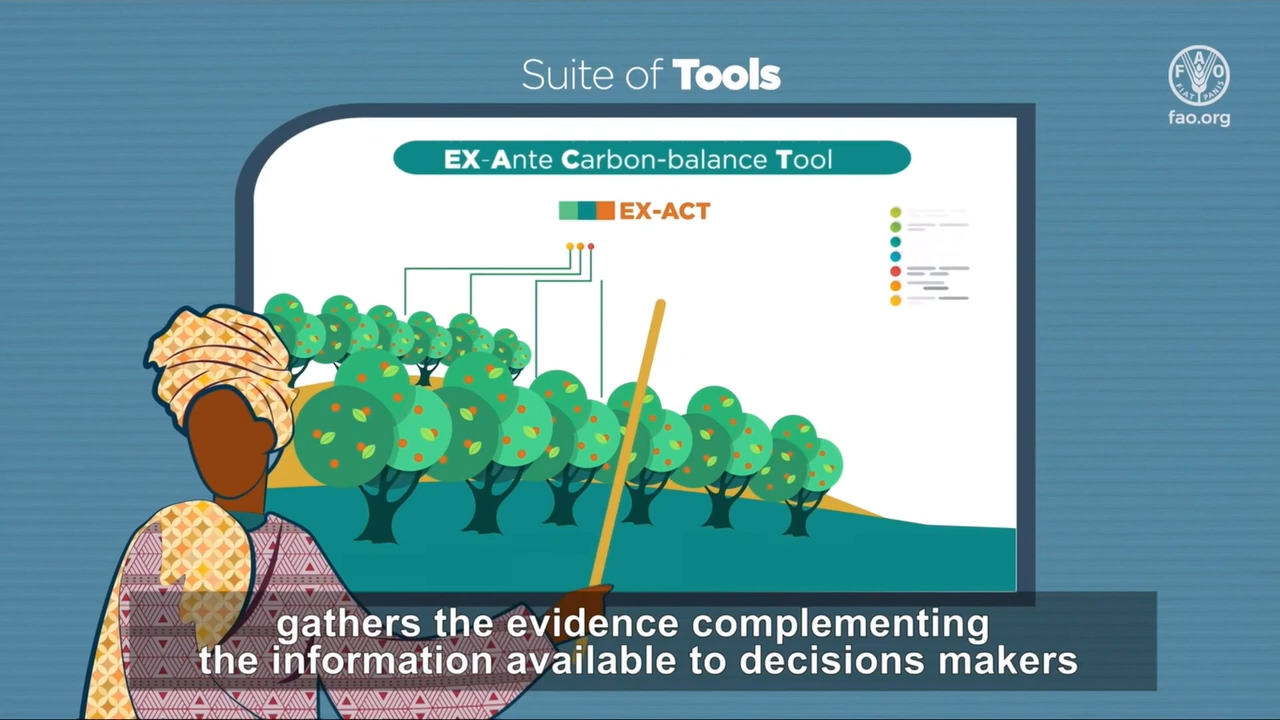 Suite of Tools
FAO
FIAT PANIS
fao.org
EX-Ante Carbon-balance Tool
EX-ACT
gathers the evidence complementing
the information available to decisions makers